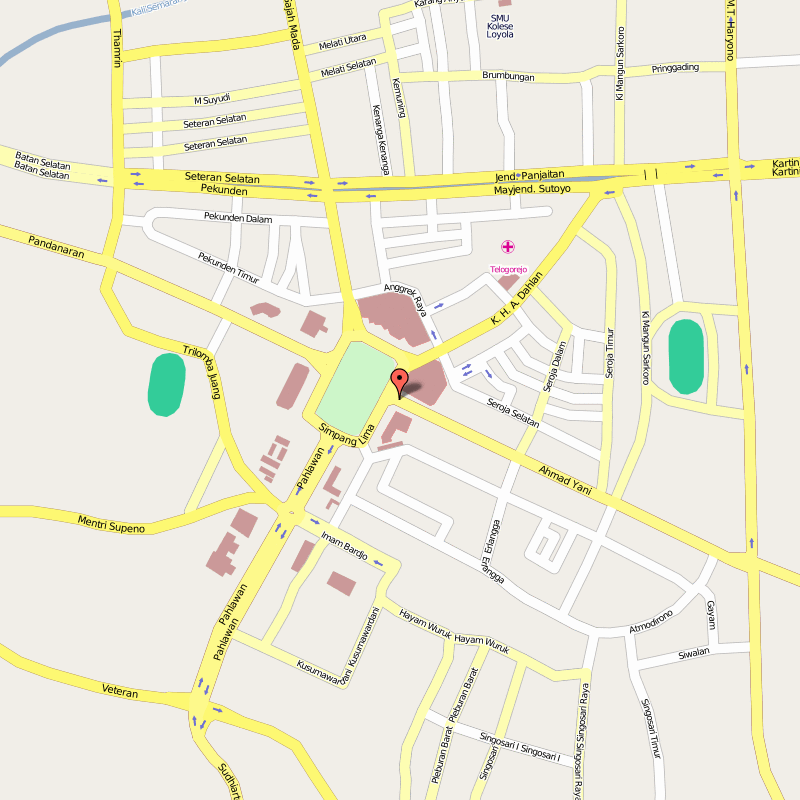 Kali Semarang
Karang Anyar
SMU
Kolese
Loyola
Thamrin
Gajah Mada
M.T. Haryono
Ki Mangun Sarkoro
Melati Utara
Melati Selatan
Brumbungan
Pringgading
M Suyudi
Kemuning
Seteran Selatan
Kenanga Kenanga
Seteran Selatan
Batan Selatan
Batan Selatan
Seteran Selatan
Pekunden
Jend. Panjaitan
Mayjend. Sutoyo
Pekunden Dalam
Pandanaran
Pekunden Timur
Telogorejo
Anggrek Raya
K. H. A. Dahlan
Ki Mangun Sarkoro
Seroja Timur
Seroja Dalam
Trilomba Juang
Seroja Selatan
Simpang Lima
Pahlawan
Ahmad Yani
Mentri Supeno
Imam Bardjo
Erlangga
Erlangga
Pahlawan
Pahlawan
Hayam Wuruk Hayam Wuruk
Atmodirono
Gayam
Siwalan
Kusumawardani Kusumawardani
Veteran
Pleburan Barat
Pleburan Barat
Singosari I Singosari I
Singosari
Singosari Raya
Singosari Raya
Singosari Timur